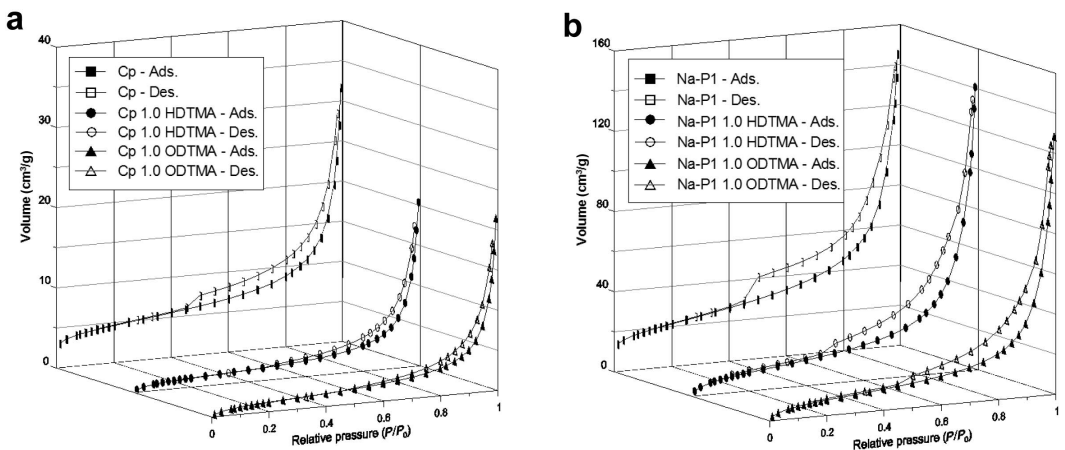 a
40
30
20
10
0
Volume (cm³/g)
Cp - Ads.
Cp - Des.
Cp 1.0 HDTMA - Ads.
Cp 1.0 HDTMA - Des.
Cp 1.0 ODTMA - Ads.
Cp 1.0 ODTMA - Des.
0
0.2
0.4
0.6
0.8
1
Relative pressure (P/P₀)
b
160
120
80
40
0
Volume (cm³/g)
Na-P1 - Ads.
Na-P1 - Des.
Na-P1 1.0 HDTMA - Ads.
Na-P1 1.0 HDTMA - Des.
Na-P1 1.0 ODTMA - Ads.
Na-P1 1.0 ODTMA - Des.
0
0.2
0.4
0.6
0.8
1
Relative pressure (P/P₀)